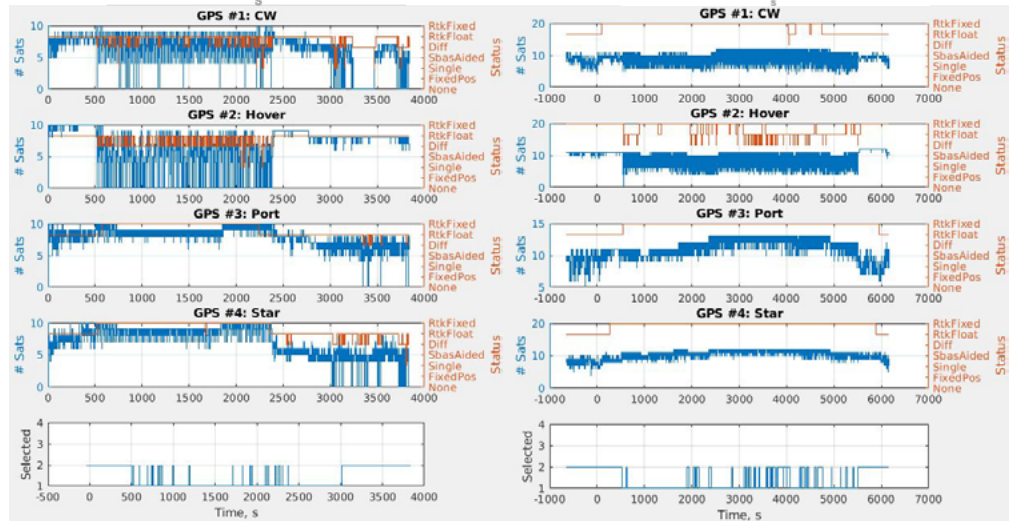 s s
GPS #1: CW
10
5
0
# Sats
RtkFixed
RtkFloat
Diff
SbasAided
Single
FixedPos
None
Status
0 500 1000 1500 2000 2500 3000 3500 4000
GPS #2: Hover
10
5
0
# Sats
RtkFixed
RtkFloat
Diff
SbasAided
Single
FixedPos
None
Status
0 500 1000 1500 2000 2500 3000 3500 4000
GPS #3: Port
10
5
0
# Sats
RtkFixed
RtkFloat
Diff
SbasAided
Single
FixedPos
None
Status
0 500 1000 1500 2000 2500 3000 3500 4000
GPS #4: Star
10
5
0
# Sats
RtkFixed
RtkFloat
Diff
SbasAided
Single
FixedPos
None
Status
0 500 1000 1500 2000 2500 3000 3500 4000
4
3
2
1
Selected
-500 0 500 1000 1500 2000 2500 3000 3500 4000
Time, s
GPS #1: CW
20
10
0
# Sats
RtkFixed
RtkFloat
Diff
SbasAided
Single
FixedPos
None
Status
-1000 0 1000 2000 3000 4000 5000 6000 7000
GPS #2: Hover
20
10
0
# Sats
RtkFixed
RtkFloat
Diff
SbasAided
Single
FixedPos
None
Status
-1000 0 1000 2000 3000 4000 5000 6000 7000
GPS #3: Port
15
10
5
# Sats
RtkFixed
RtkFloat
Diff
SbasAided
Single
FixedPos
None
Status
-1000 0 1000 2000 3000 4000 5000 6000 7000
GPS #4: Star
20
10
0
# Sats
RtkFixed
RtkFloat
Diff
SbasAided
Single
FixedPos
None
Status
-1000 0 1000 2000 3000 4000 5000 6000 7000
4
3
2
1
Selected
-1000 0 1000 2000 3000 4000 5000 6000 7000
Time, s